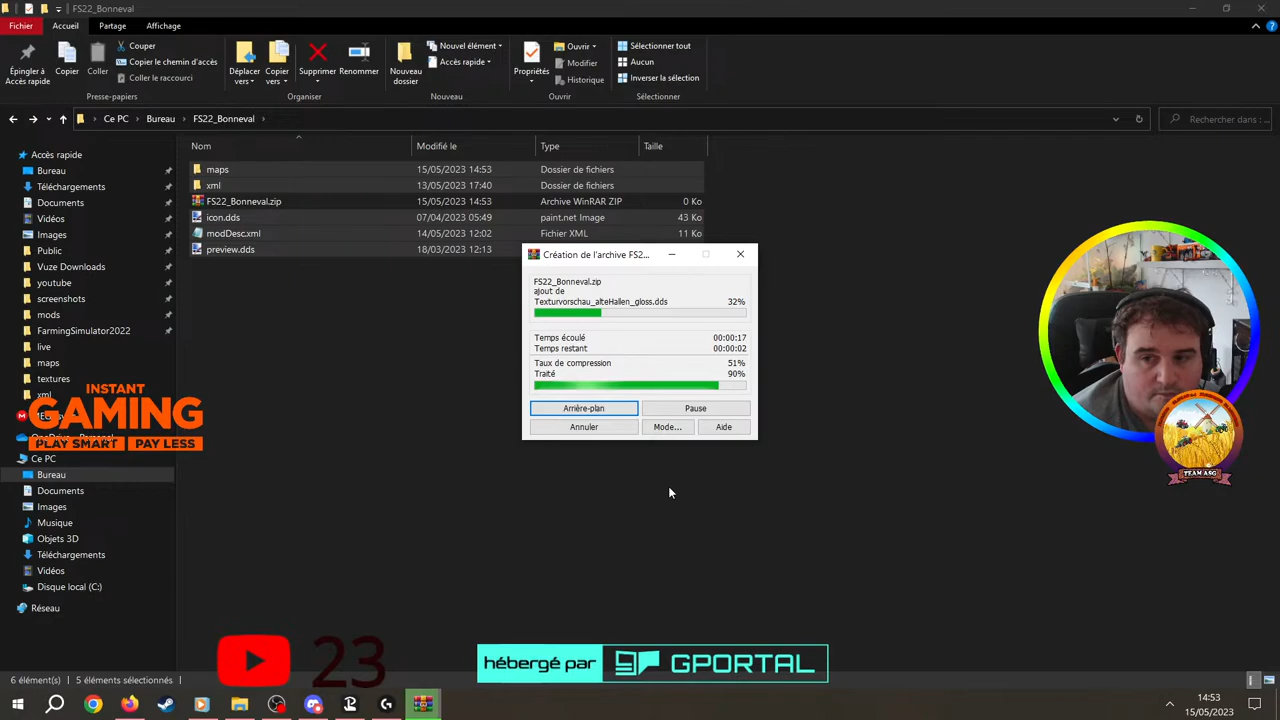 FS22_Bonneval
Fichier
Accueil
Partage
Affichage
Épingler à
Accès rapide
Copier
Coller
Couper
Copier le chemin d'accès
Coller le raccourci
Presse-papiers
Déplacer
vers
Copier
vers
Supprimer
Renommer
Organiser
Nouveau
dossier
Nouvel élément
Accès rapide
Nouveau
Propriétés
Ouvrir
Modifier
Historique
Ouvrir
Sélectionner tout
Aucun
Inverser la sélection
Sélectionner
Ce PC > Bureau > FS22_Bonneval >
Rechercher dans :
Nom Modifié le Type Taille
maps 15/05/2023 14:53 Dossier de fichiers
xml 13/05/2023 17:40 Dossier de fichiers
FS22_Bonneval.zip 15/05/2023 14:53 Archive WinRAR ZIP 0 Ko
icon.dds 07/04/2023 05:49 paint.net Image 43 Ko
modDesc.xml 14/05/2023 12:02 Fichier XML 11 Ko
preview.dds 18/03/2023 12:13
Accès rapide
Bureau
Téléchargements
Documents
Vidéos
Images
Public
Vuze Downloads
youtube
screenshots
mods
FarmingSimulator2022
live
maps
textures
xml
Ce PC
Bureau
Documents
Images
Musique
Objets 3D
Téléchargements
Vidéos
Disque local (C:)
Réseau
INSTANT
GAMING
PLAY SMART PAY LESS
Création de l'archive FS2...
FS22_Bonneval.zip
ajout de
Texturvorschau_alteHallen_gloss.dds 32%
Temps écoulé 00:00:17
Temps restant 00:00:02
Taux de compression 51%
Traité 90%
Arrière-plan Pause
Annuler Mode... Aide
TEAM ASG
23
hébergé par GPORTAL
6 élément(s) 5 éléments sélectionnés
14:53
15/05/2023